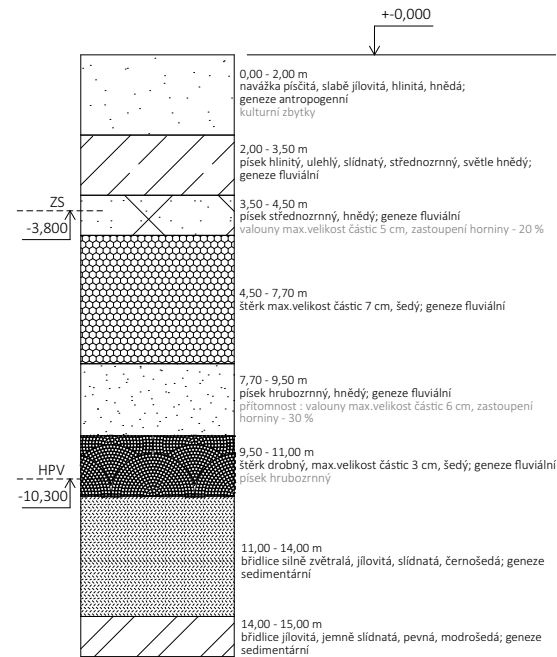 +-0,000
0,00 - 2,00 m
navážka písčitá, slabě jílovitá, hlinitá, hnědá;
geneze antropogenní
kulturní zbytky
2,00 - 3,50 m
písek hlinitý, ulehlý, slídnatý, střednozrnný, světle hnědý;
geneze fluviální
ZS
-3,800
3,50 - 4,50 m
písek střednozrnný, hnědý; geneze fluviální
valouny max.velikost částic 5 cm, zastoupení horniny - 20 %
4,50 - 7,70 m
štěrk max.velikost částic 7 cm, šedý; geneze fluviální
7,70 - 9,50 m
písek hrubozrnný, hnědý; geneze fluviální
přítomnost : valouny max.velikost částic 6 cm, zastoupení
horniny - 30 %
9,50 - 11,00 m
štěrk drobný, max.velikost částic 3 cm, šedý; geneze fluviální
písek hrubozrnný
HPV
-10,300
11,00 - 14,00 m
břidlice silně zvětralá, jílovitá, slídnatá, černošedá; geneze
sedimentární
14,00 - 15,00 m
břidlice jílovitá, jemně slídnatá, pevná, modrošedá; geneze
sedimentární